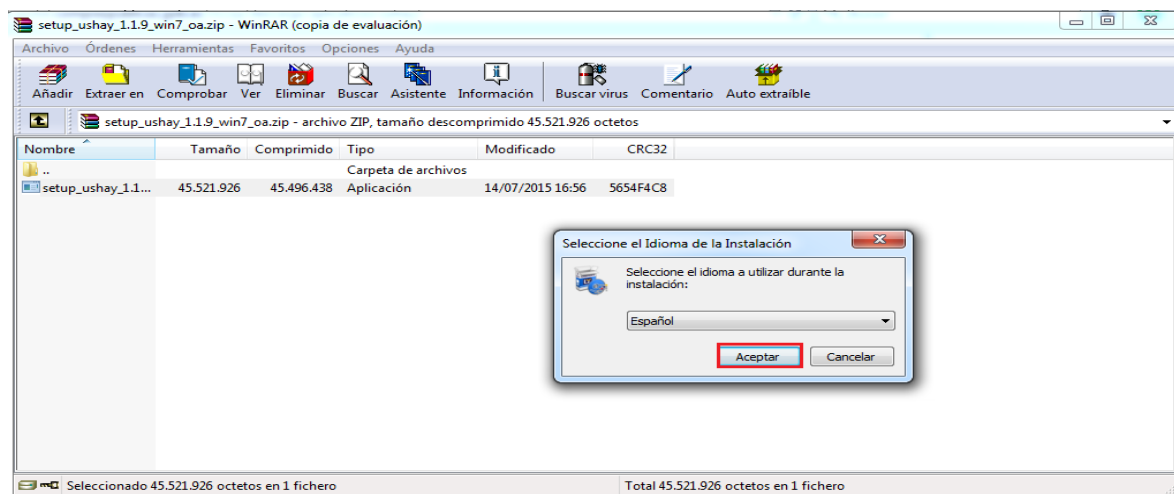 setup_ushay_1.1.9_win7_oa.zip - WinRAR (copia de evaluación)
Archivo Órdenes Herramientas Favoritos Opciones Ayuda
Añadir Extraer en Comprobar Ver Eliminar Buscar Asistente Información Buscar virus Comentario Auto extraíble
setup_ushay_1.1.9_win7_oa.zip - archivo ZIP, tamaño descomprimido 45.521.926 octetos
Nombre Tamaño Comprimido Tipo Modificado CRC32
.. Carpeta de archivos
setup_ushay_1.1... 45.521.926 45.496.438 Aplicación 14/07/2015 16:56 5654F4C8
Seleccione el Idioma de la Instalación
Seleccione el idioma a utilizar durante la
instalación:
Español
Aceptar Cancelar
Seleccionado 45.521.926 octetos en 1 fichero Total 45.521.926 octetos en 1 fichero